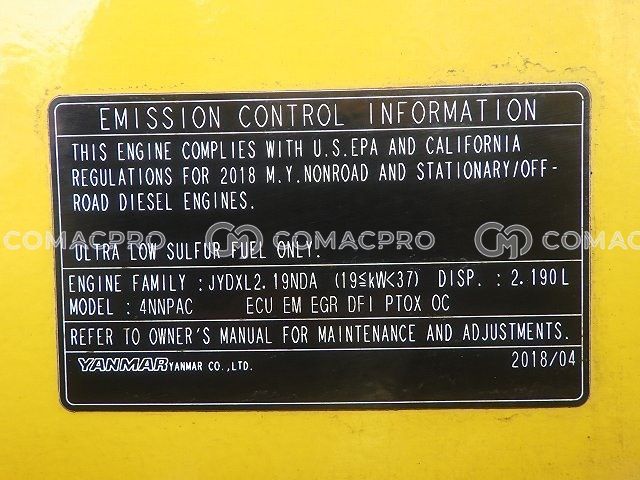 EMISSION CONTROL INFORMATION
THIS ENGINE COMPLIES WITH U.S.EPA AND CALIFORNIA
REGULATIONS FOR 2018 M.Y.NONROAD AND STATIONARY/OFF-
ROAD DIESEL ENGINES.
COMACPRO COMACPRO
ULTRA LOW SULFUR FUEL ONLY.
ENGINE FAMILY :JYDXL2.19NDA (19≦kW<37) DISP. : 2.190L
MODEL : 4NNPAC ECU EM EGR DFI PTOX OC
REFER TO OWNER'S MANUAL FOR MAINTENANCE AND ADJUSTMENTS.
YANMAR YANMAR CO.,LTD. 2018/04